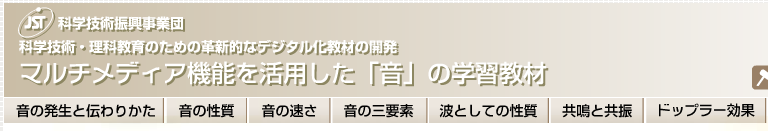 JST 科学技術振興事業団
科学技術・理科教育のための革新的なデジタル化教材の開発
マルチメディア機能を活用した「音」の学習教材
音の発生と伝わりかた 音の性質 音の速さ 音の三要素 波としての性質 共鳴と共振 ドップラー効果